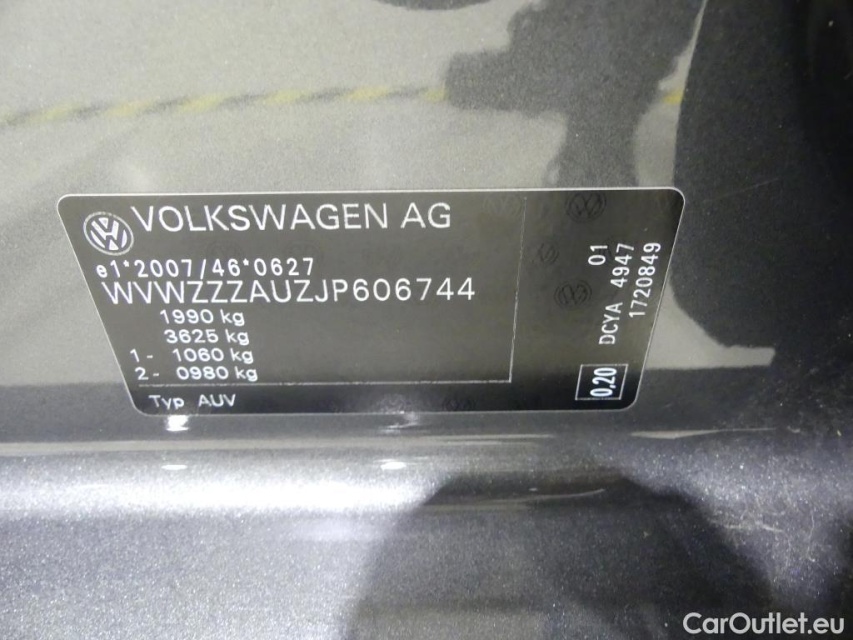 VOLKSWAGEN AG
e1*2007/46*0627
WVWZZZAUZJP606744
1990 kg
3625 kg
1 - 1060 kg
2 - 0980 kg
Typ AUV
01
DCYA 4947
1720849
0,20
CarOutlet.eu